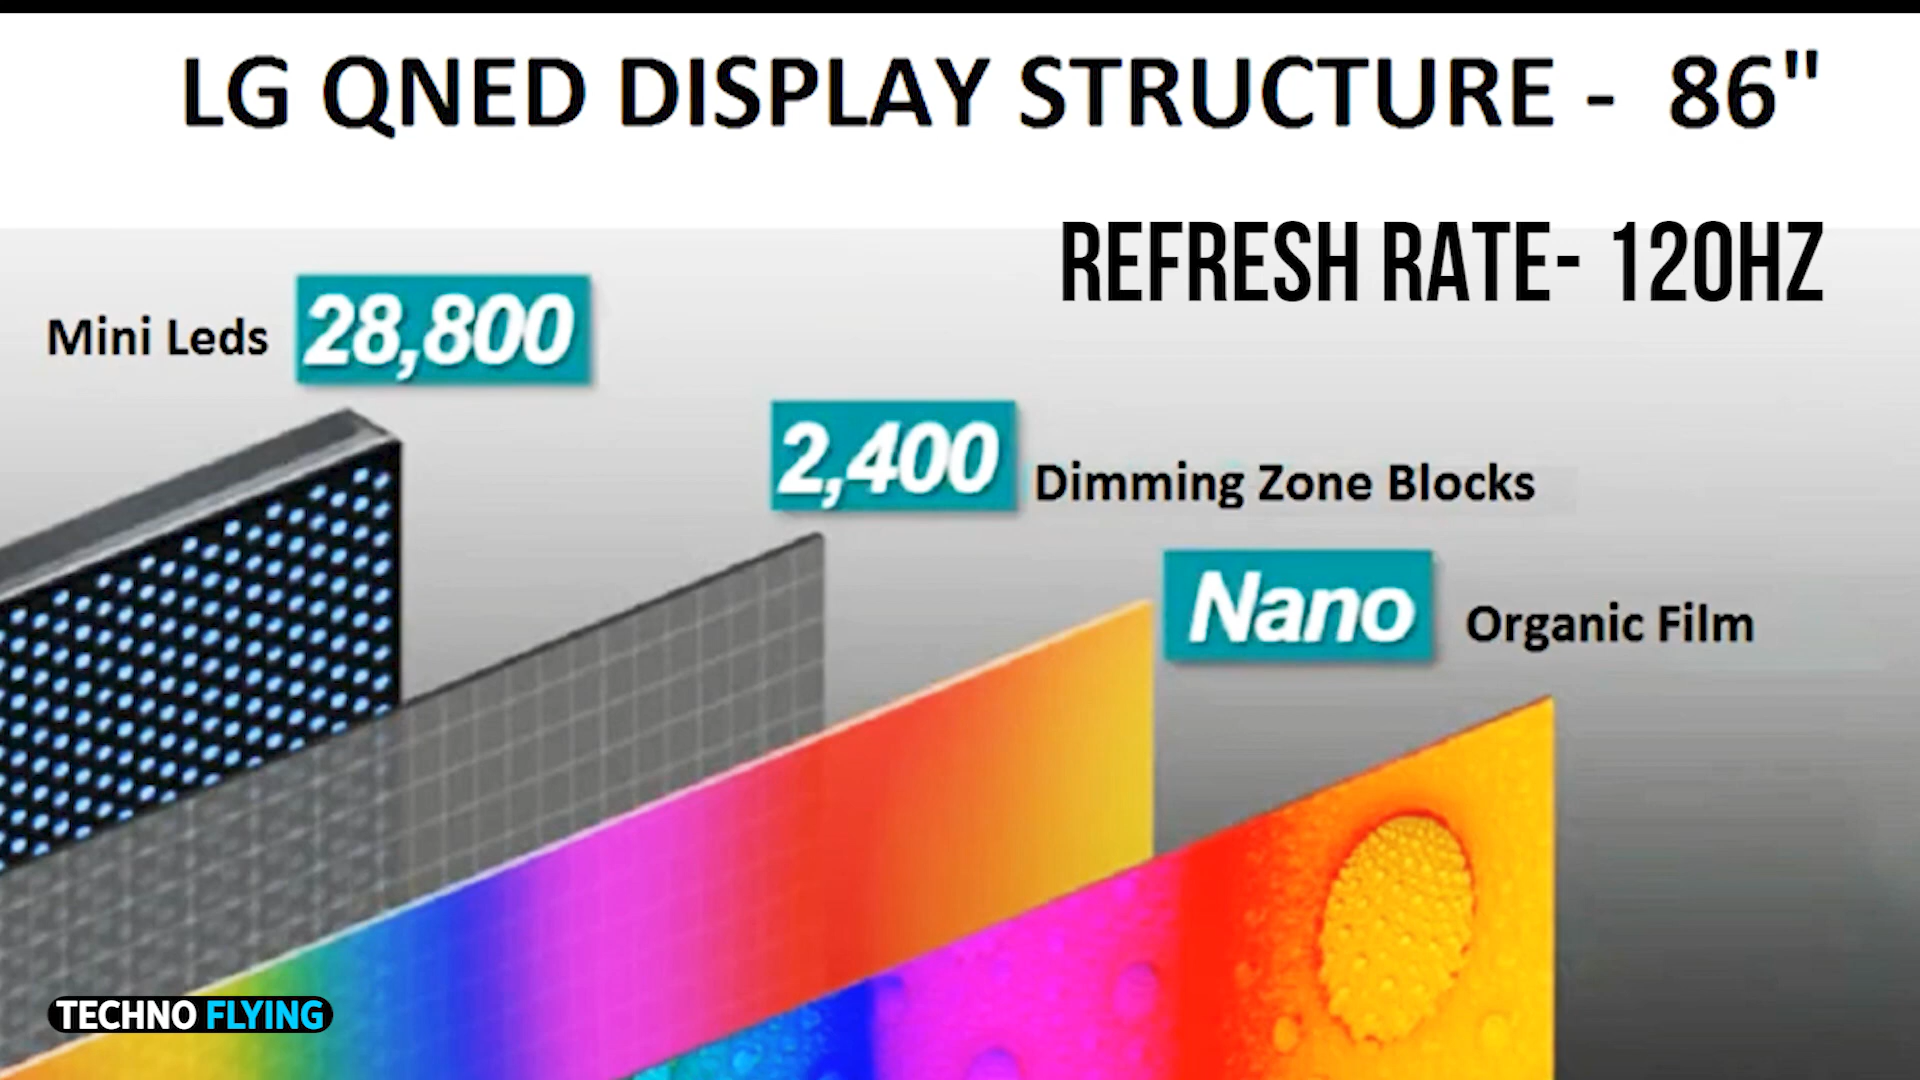 LG QNED DISPLAY STRUCTURE - 86"
REFRESH RATE- 120HZ
Mini Leds 28,800
2,400 Dimming Zone Blocks
Nano Organic Film
TECHNO FLYING